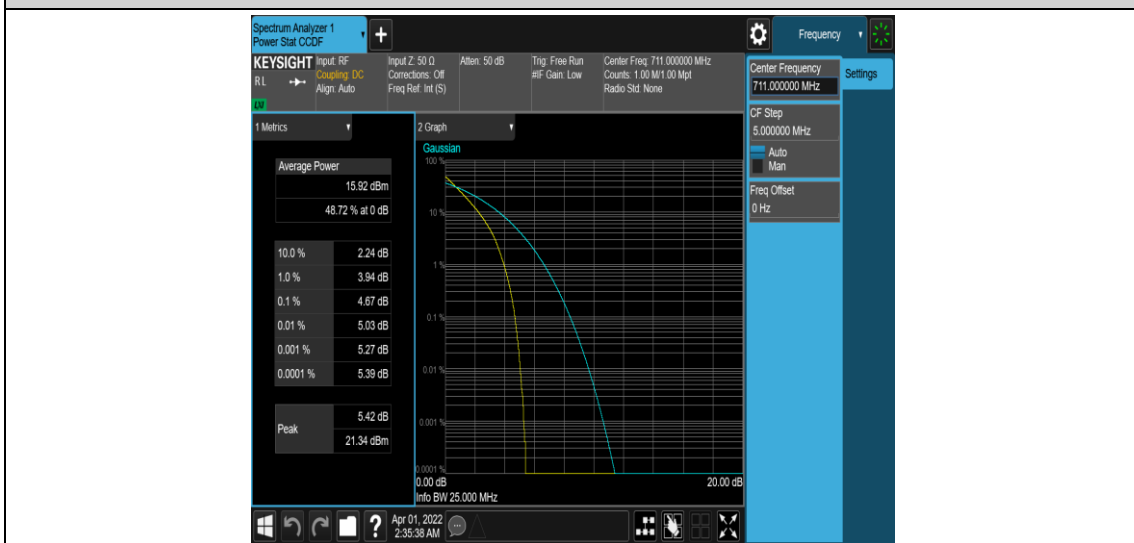 Spectrum Analyzer 1
Power Stat CCDF
+
Frequency
KEYSIGHT
RL
LXI
Input: RF
Coupling: DC
Align: Auto
Input Z: 50 Ω
Corrections: Off
Freq Ref: Int (S)
Atten: 50 dB
Trig: Free Run
#IF Gain: Low
Center Freq: 711.000000 MHz
Counts: 1.00 M/1.00 Mpt
Radio Std: None
Center Frequency
711.000000 MHz
Settings
CF Step
5.000000 MHz
Auto
Man
Freq Offset
0 Hz
1 Metrics
Average Power
15.92 dBm
48.72 % at 0 dB
10.0 % 2.24 dB
1.0 % 3.94 dB
0.1 % 4.67 dB
0.01 % 5.03 dB
0.001 % 5.27 dB
0.0001 % 5.39 dB
Peak
5.42 dB
21.34 dBm
2 Graph
Gaussian
100 %
10 %
1 %
0.1 %
0.01 %
0.001 %
0.0001 %
0.00 dB 20.00 dB
Info BW 25.000 MHz
?
Apr 01, 2022
2:35:38 AM